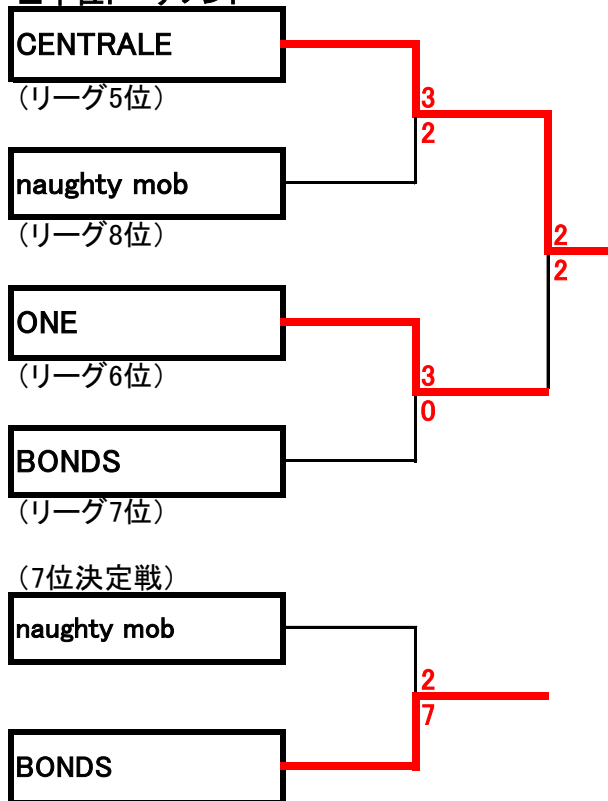 CENTRALE
（リーグ5位）
3
2
naughty mob
（リーグ8位）
2
2
ONE
（リーグ6位）
3
0
BONDS
（リーグ7位）
（7位決定戦）
naughty mob
2
7
BONDS